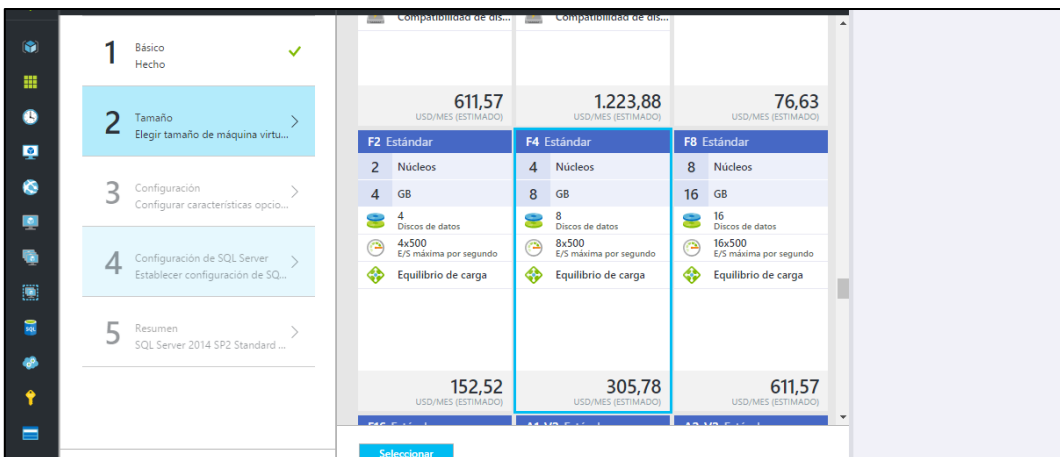 1
Básico
Hecho
2
Tamaño
Elegir tamaño de máquina virtu...
3
Configuración
Configurar características opcio...
4
Configuración de SQL Server
Establecer configuración de SQ...
5
Resumen
SQL Server 2014 SP2 Standard ...
Compatibilidad de dis...
Compatibilidad de dis...
611,57
USD/MES (ESTIMADO)
1.223,88
USD/MES (ESTIMADO)
76,63
USD/MES (ESTIMADO)
F2 Estándar
2 Núcleos
4 GB
4
Discos de datos
4x500
E/S máxima por segundo
Equilibrio de carga
152,52
USD/MES (ESTIMADO)
F4 Estándar
4 Núcleos
8 GB
8
Discos de datos
8x500
E/S máxima por segundo
Equilibrio de carga
305,78
USD/MES (ESTIMADO)
F8 Estándar
8 Núcleos
16 GB
16
Discos de datos
16x500
E/S máxima por segundo
Equilibrio de carga
611,57
USD/MES (ESTIMADO)
Seleccionar
SQL